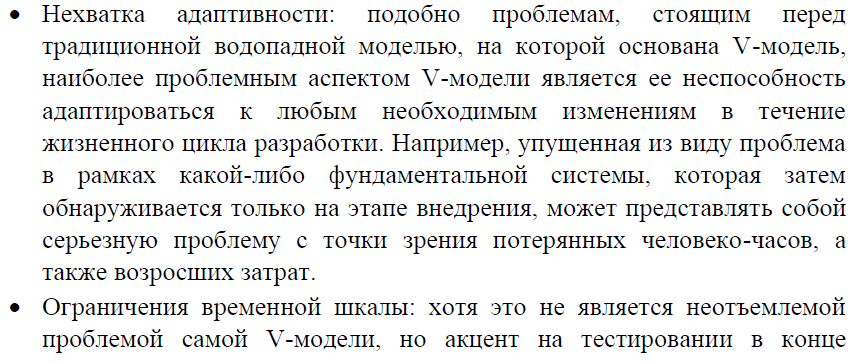 • Нехватка адаптивности: подобно проблемам, стоящим перед
традиционной водопадной моделью, на которой основана V-модель,
наиболее проблемным аспектом V-модели является ее неспособность
адаптироваться к любым необходимым изменениям в течение
жизненного цикла разработки. Например, упущенная из виду проблема
в рамках какой-либо фундаментальной системы, которая затем
обнаруживается только на этапе внедрения, может представлять собой
серьезную проблему с точки зрения потерянных человеко-часов, а
также возросших затрат.
• Ограничения временной шкалы: хотя это не является неотъемлемой
проблемой самой V-модели, но акцент на тестировании в конце